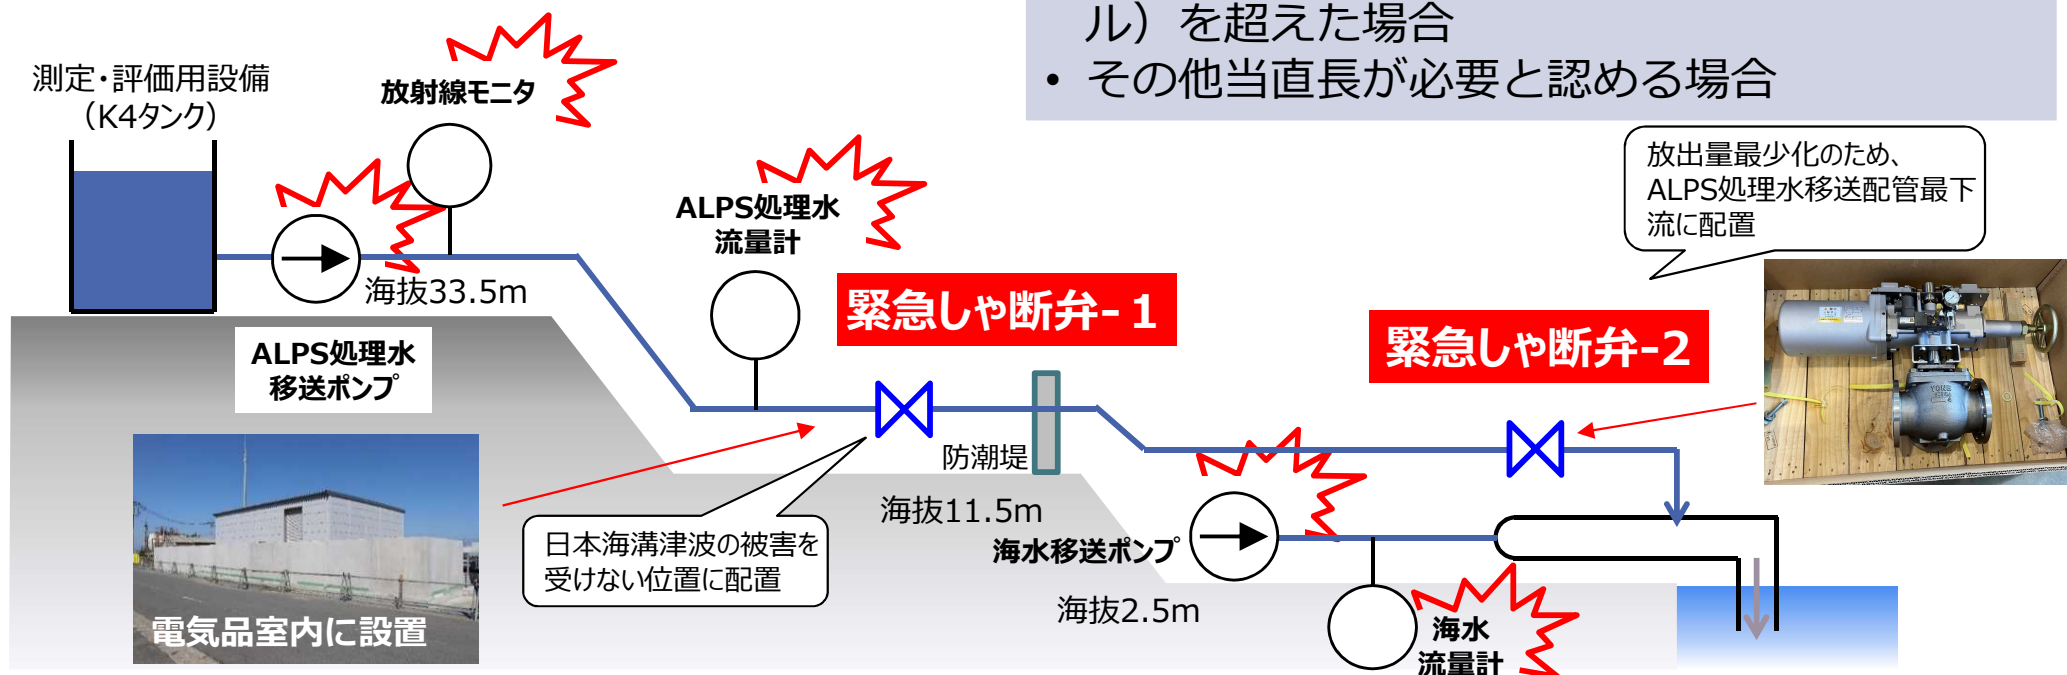 ル）を超えた場合
• その他当直長が必要と認める場合
測定・評価用設備
（K4タンク）
放射線モニタ
放出量最少化のため、
ALPS処理水移送配管最下
流に配置
ALPS処理水
流量計
海抜33.5m
緊急しゃ断弁-１
緊急しゃ断弁-2
ALPS処理水
移送ポンプ
防潮堤
海抜11.5m
日本海溝津波の被害を
受けない位置に配置
海水移送ポンプ
海抜2.5m
電気品室内に設置
海水
流量計